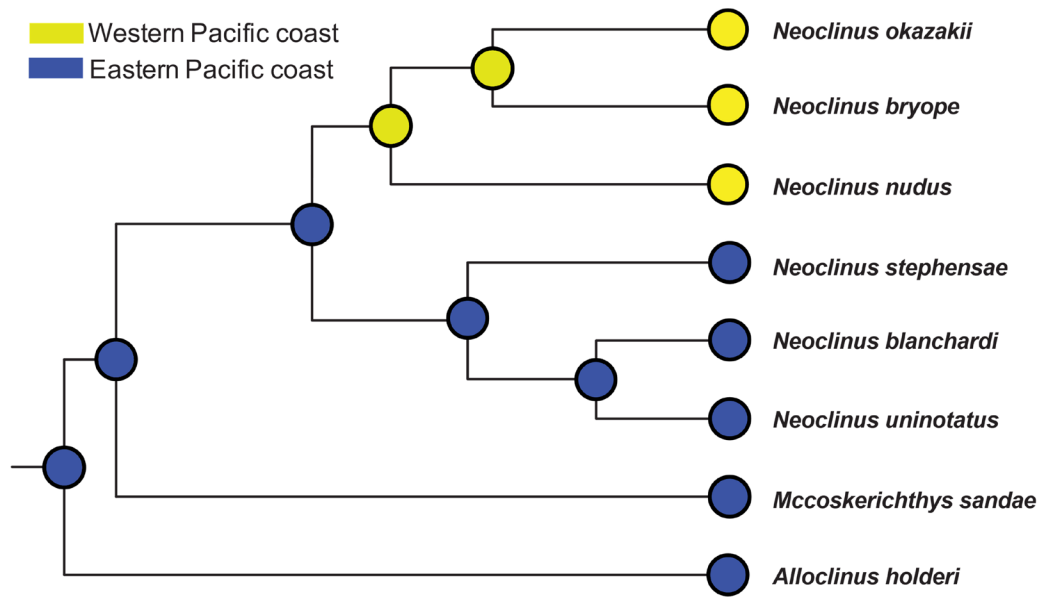 Western Pacific coast
Eastern Pacific coast
Neoclinus okazakii
Neoclinus bryope
Neoclinus nudus
Neoclinus stephensae
Neoclinus blanchardi
Neoclinus uninotatus
Mccoskerichthys sandae
Alloclinus holderi